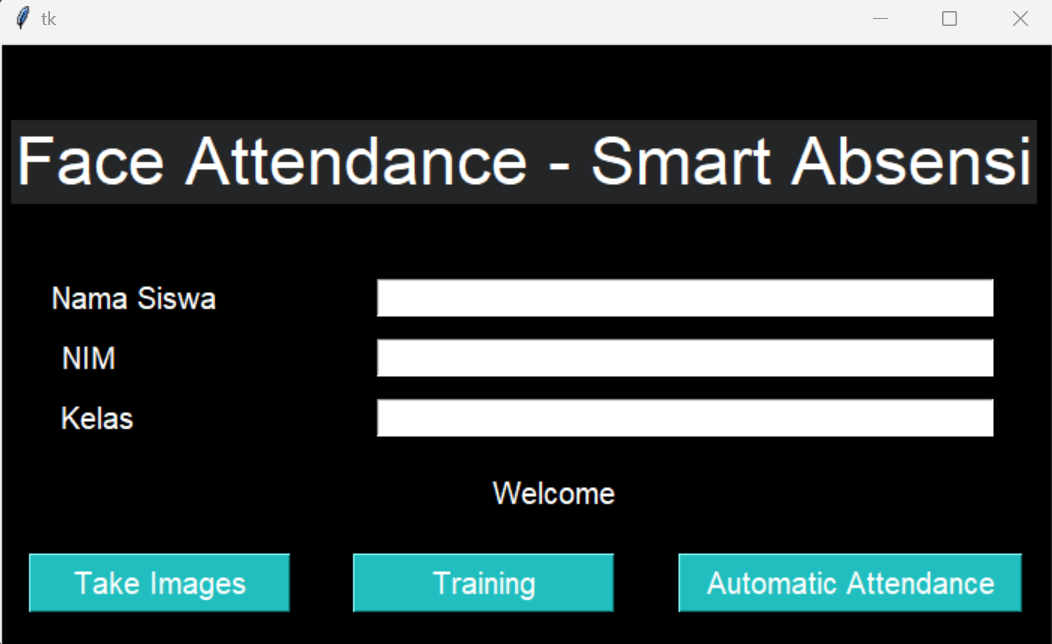 tk
Face Attendance - Smart Absensi
Nama Siswa
NIM
Kelas
Welcome
Take Images
Training
Automatic Attendance